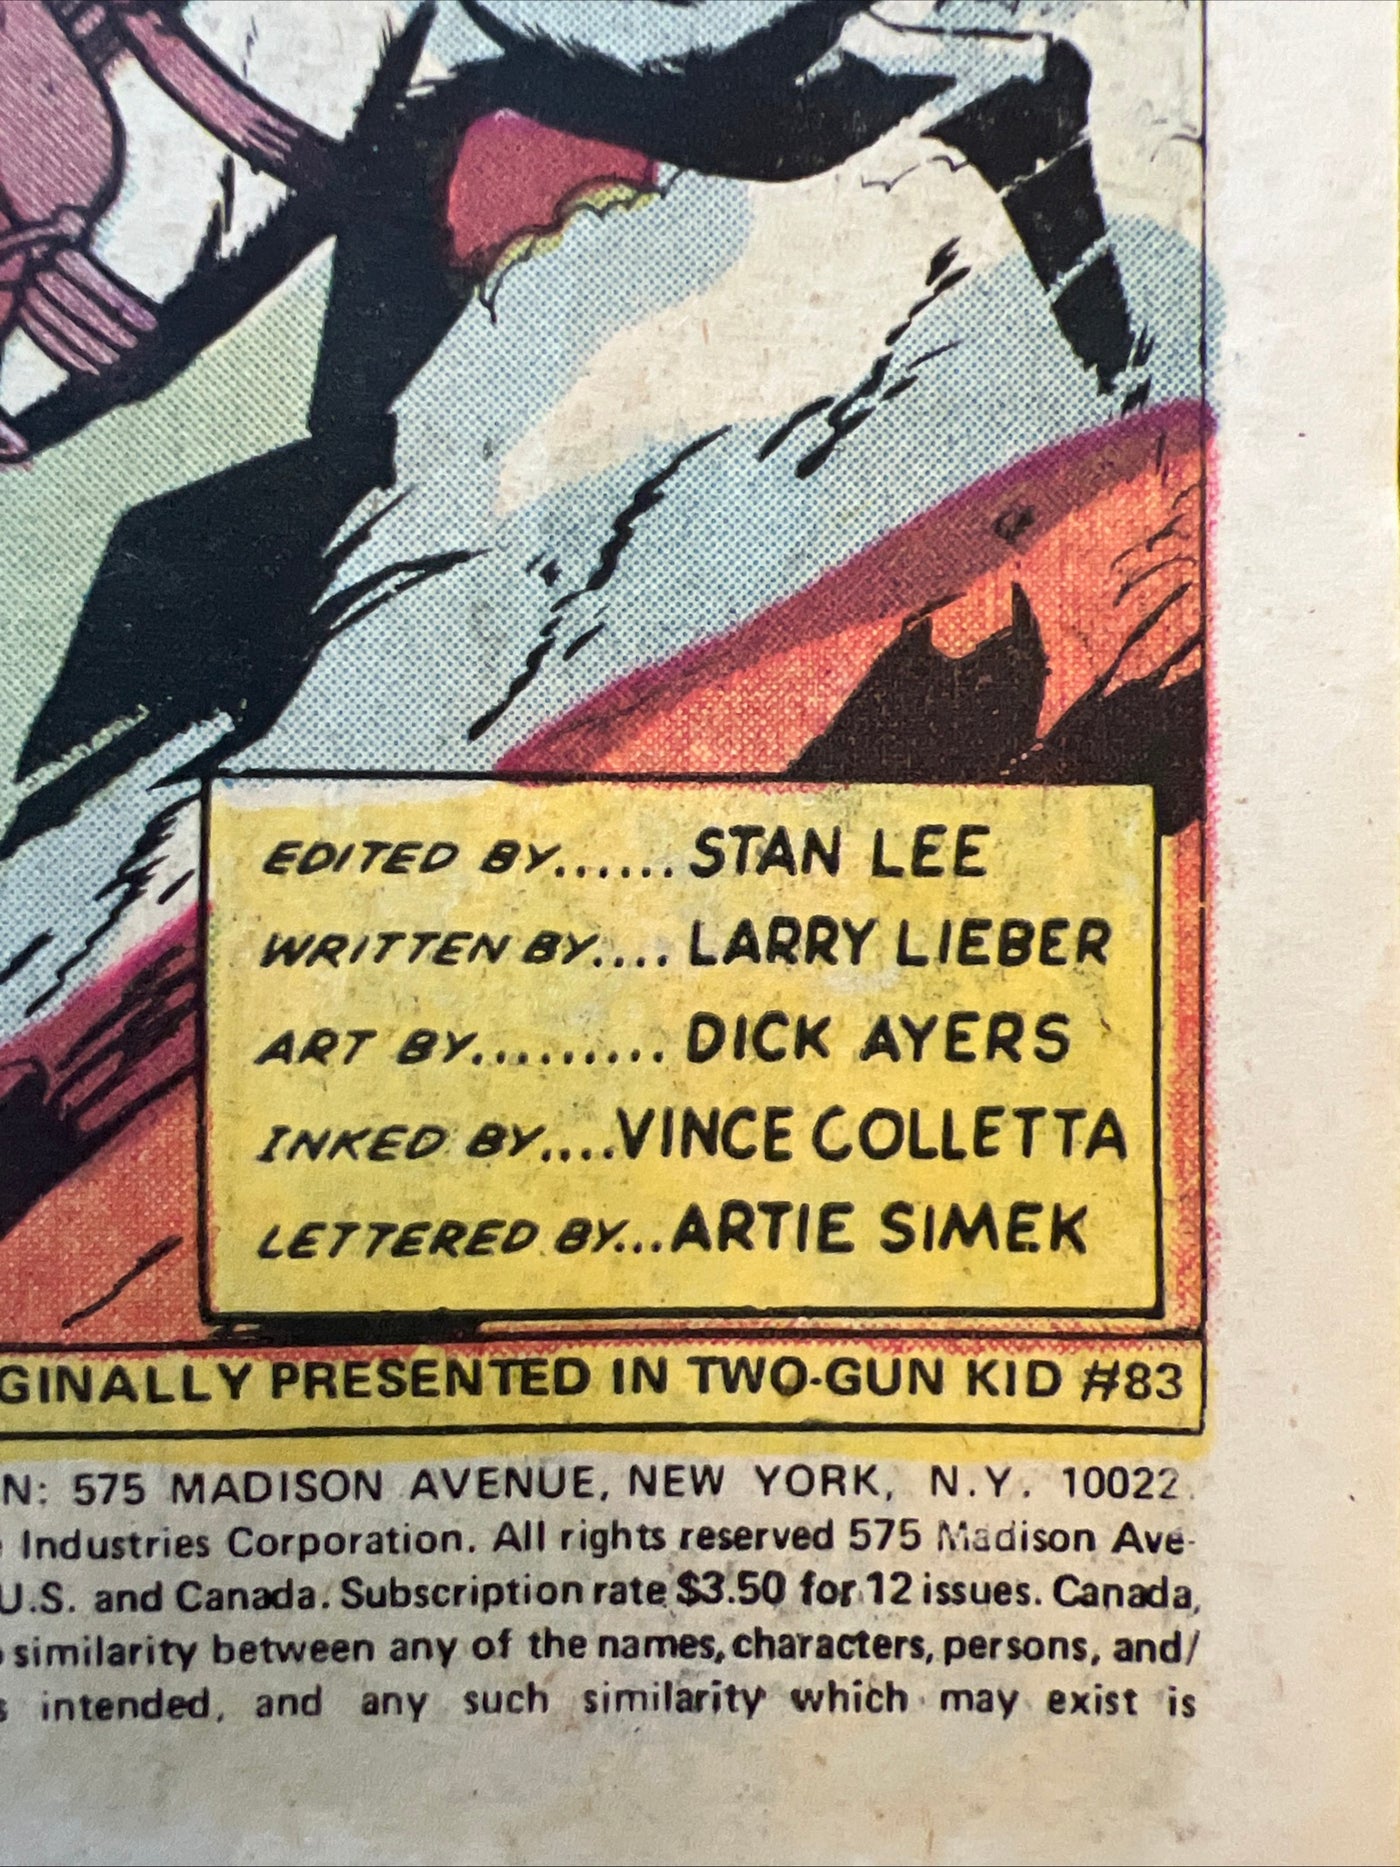 EDITED BY......STAN LEE
WRITTEN BY....LARRY LIEBER
ART BY.........DICK AYERS
INKED BY....VINCE COLLETTA
LETTERED BY...ARTIE SIMEK
GINALLY PRESENTED IN TWO-GUN KID #83
N: 575 MADISON AVENUE, NEW YORK, N.Y. 10022.
Industries Corporation. All rights reserved 575 Madison Ave-
U.S. and Canada. Subscription rate $3.50 for 12 issues. Canada,
similarity between any of the names, characters, persons, and/
s intended, and any such similarity which may exist is